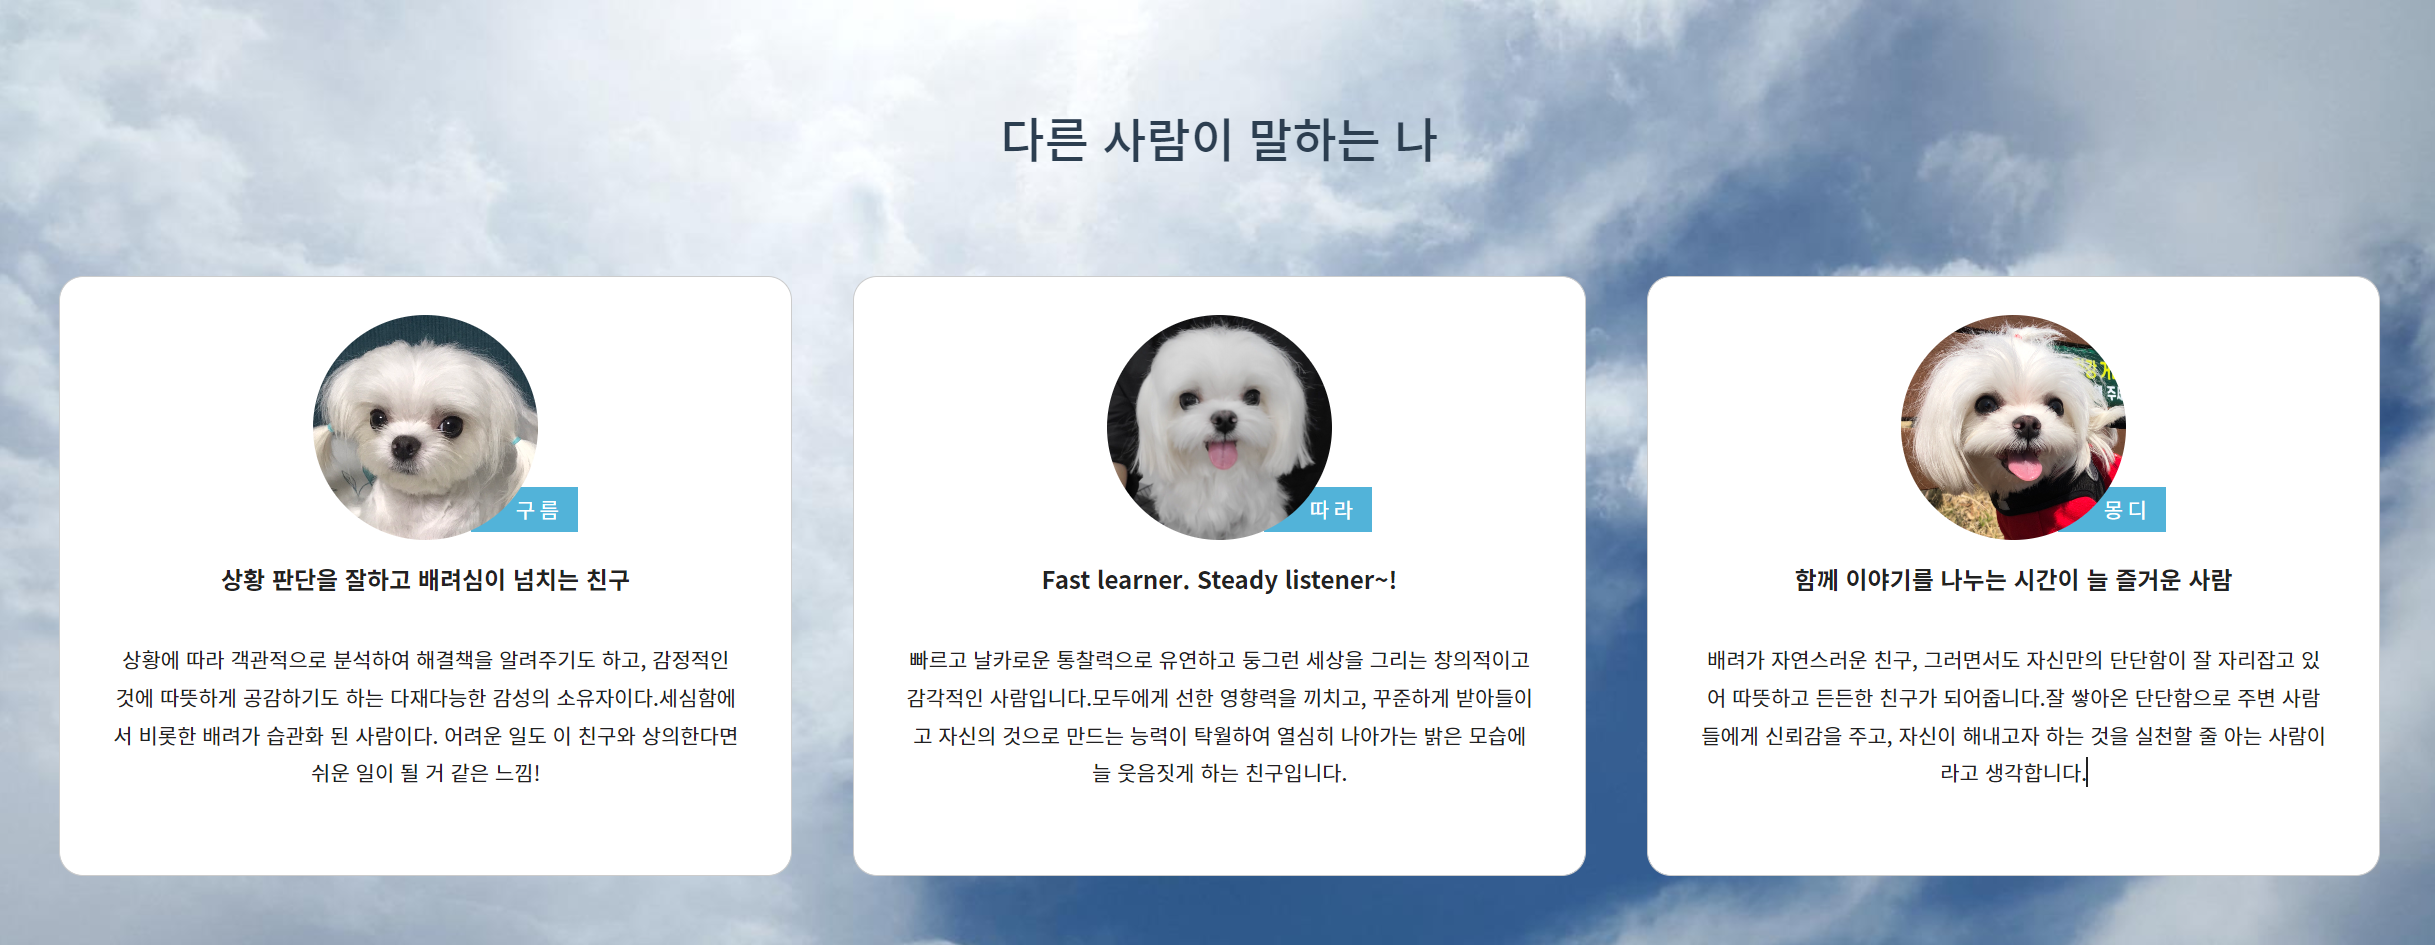 다른 사람이 말하는 나
구름
상황 판단을 잘하고 배려심이 넘치는 친구
상황에 따라 객관적으로 분석하여 해결책을 알려주기도 하고, 감정적인
것에 따뜻하게 공감하기도 하는 다재다능한 감성의 소유자이다.세심함에
서 비롯한 배려가 습관화 된 사람이다. 어려운 일도 이 친구와 상의한다면
쉬운 일이 될 거 같은 느낌!
따라
Fast learner. Steady listener~!
빠르고 날카로운 통찰력으로 유연하고 둥그런 세상을 그리는 창의적이고
감각적인 사람입니다.모두에게 선한 영향력을 끼치고, 꾸준하게 받아들이
고 자신의 것으로 만드는 능력이 탁월하여 열심히 나아가는 밝은 모습에
늘 웃음짓게 하는 친구입니다.
몽디
함께 이야기를 나누는 시간이 늘 즐거운 사람
배려가 자연스러운 친구, 그러면서도 자신만의 단단함이 잘 자리잡고 있
어 따뜻하고 든든한 친구가 되어줍니다.잘 쌓아온 단단함으로 주변 사람
들에게 신뢰감을 주고, 자신이 해내고자 하는 것을 실천할 줄 아는 사람이
라고 생각합니다.